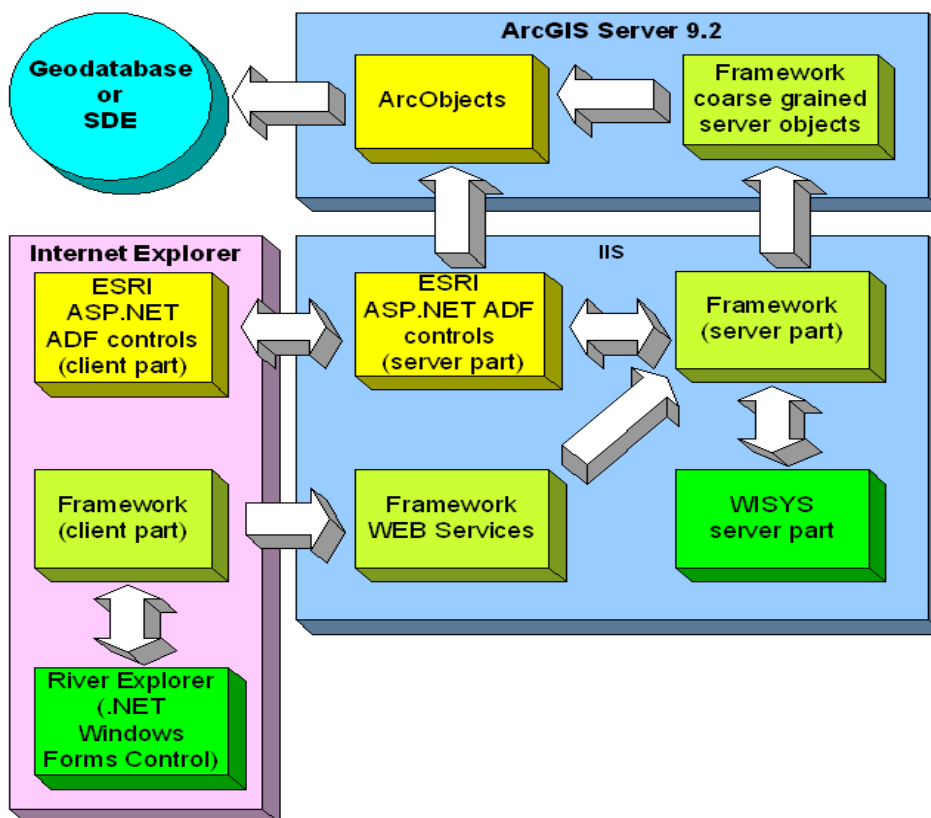 ArcGIS Server 9.2
Geodatabase
or
SDE
ArcObjects
Framework
coarse grained
server objects
Internet Explorer
IIS
ESRI
ASP.NET
ADF controls
(client part)
ESRI
ASP.NET ADF
controls
(server part)
Framework
(server part)
Framework
(client part)
Framework
WEB Services
WISYS
server part
River Explorer
(.NET
Windows
Forms Control)